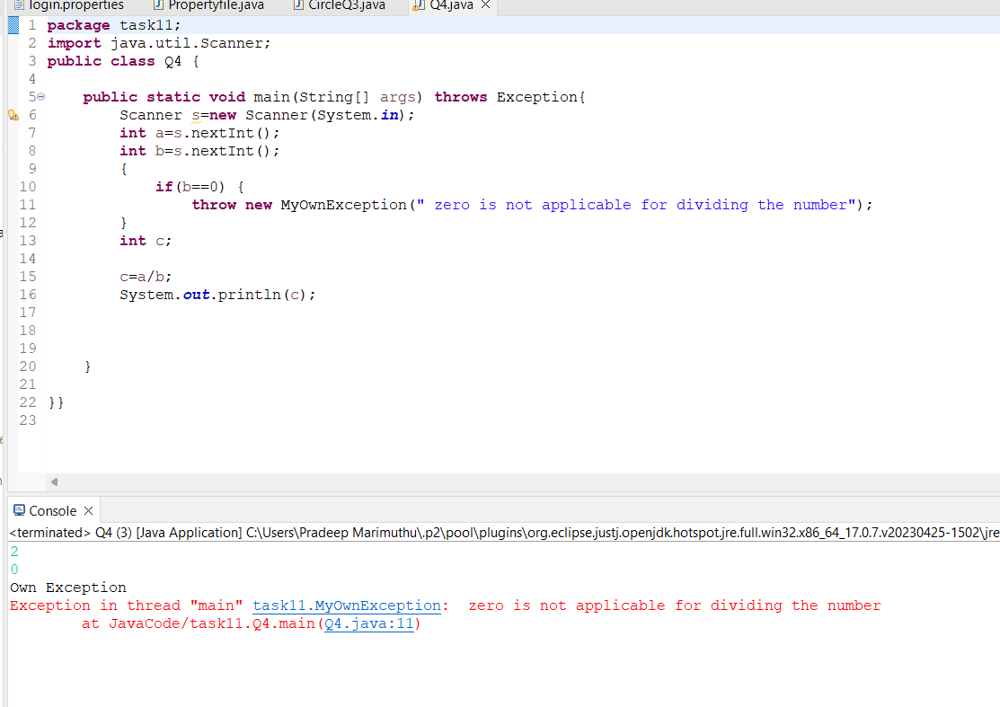 login.properties Propertyfile.java CircleQ3.java Q4.java
1 package task11;
2 import java.util.Scanner;
3 public class Q4 {
4
5 public static void main(String[] args) throws Exception{
6 Scanner s=new Scanner(System.in);
7 int a=s.nextInt();
8 int b=s.nextInt();
9 {
10 if(b==0) {
11 throw new MyOwnException(" zero is not applicable for dividing the number");
12 }
13 int c;
14
15 c=a/b;
16 System.out.println(c);
17
18
19
20 }
21
22 }}
23
Console
<terminated> Q4 (3) [Java Application] C:\Users\Pradeep Marimuthu\.p2\pool\plugins\org.eclipse.justj.openjdk.hotspot.jre.full.win32.x86_64_17.0.7.v20230425-1502\jre
2
0
Own Exception
Exception in thread "main" task11.MyOwnException:  zero is not applicable for dividing the number
at JavaCode/task11.Q4.main(Q4.java:11)